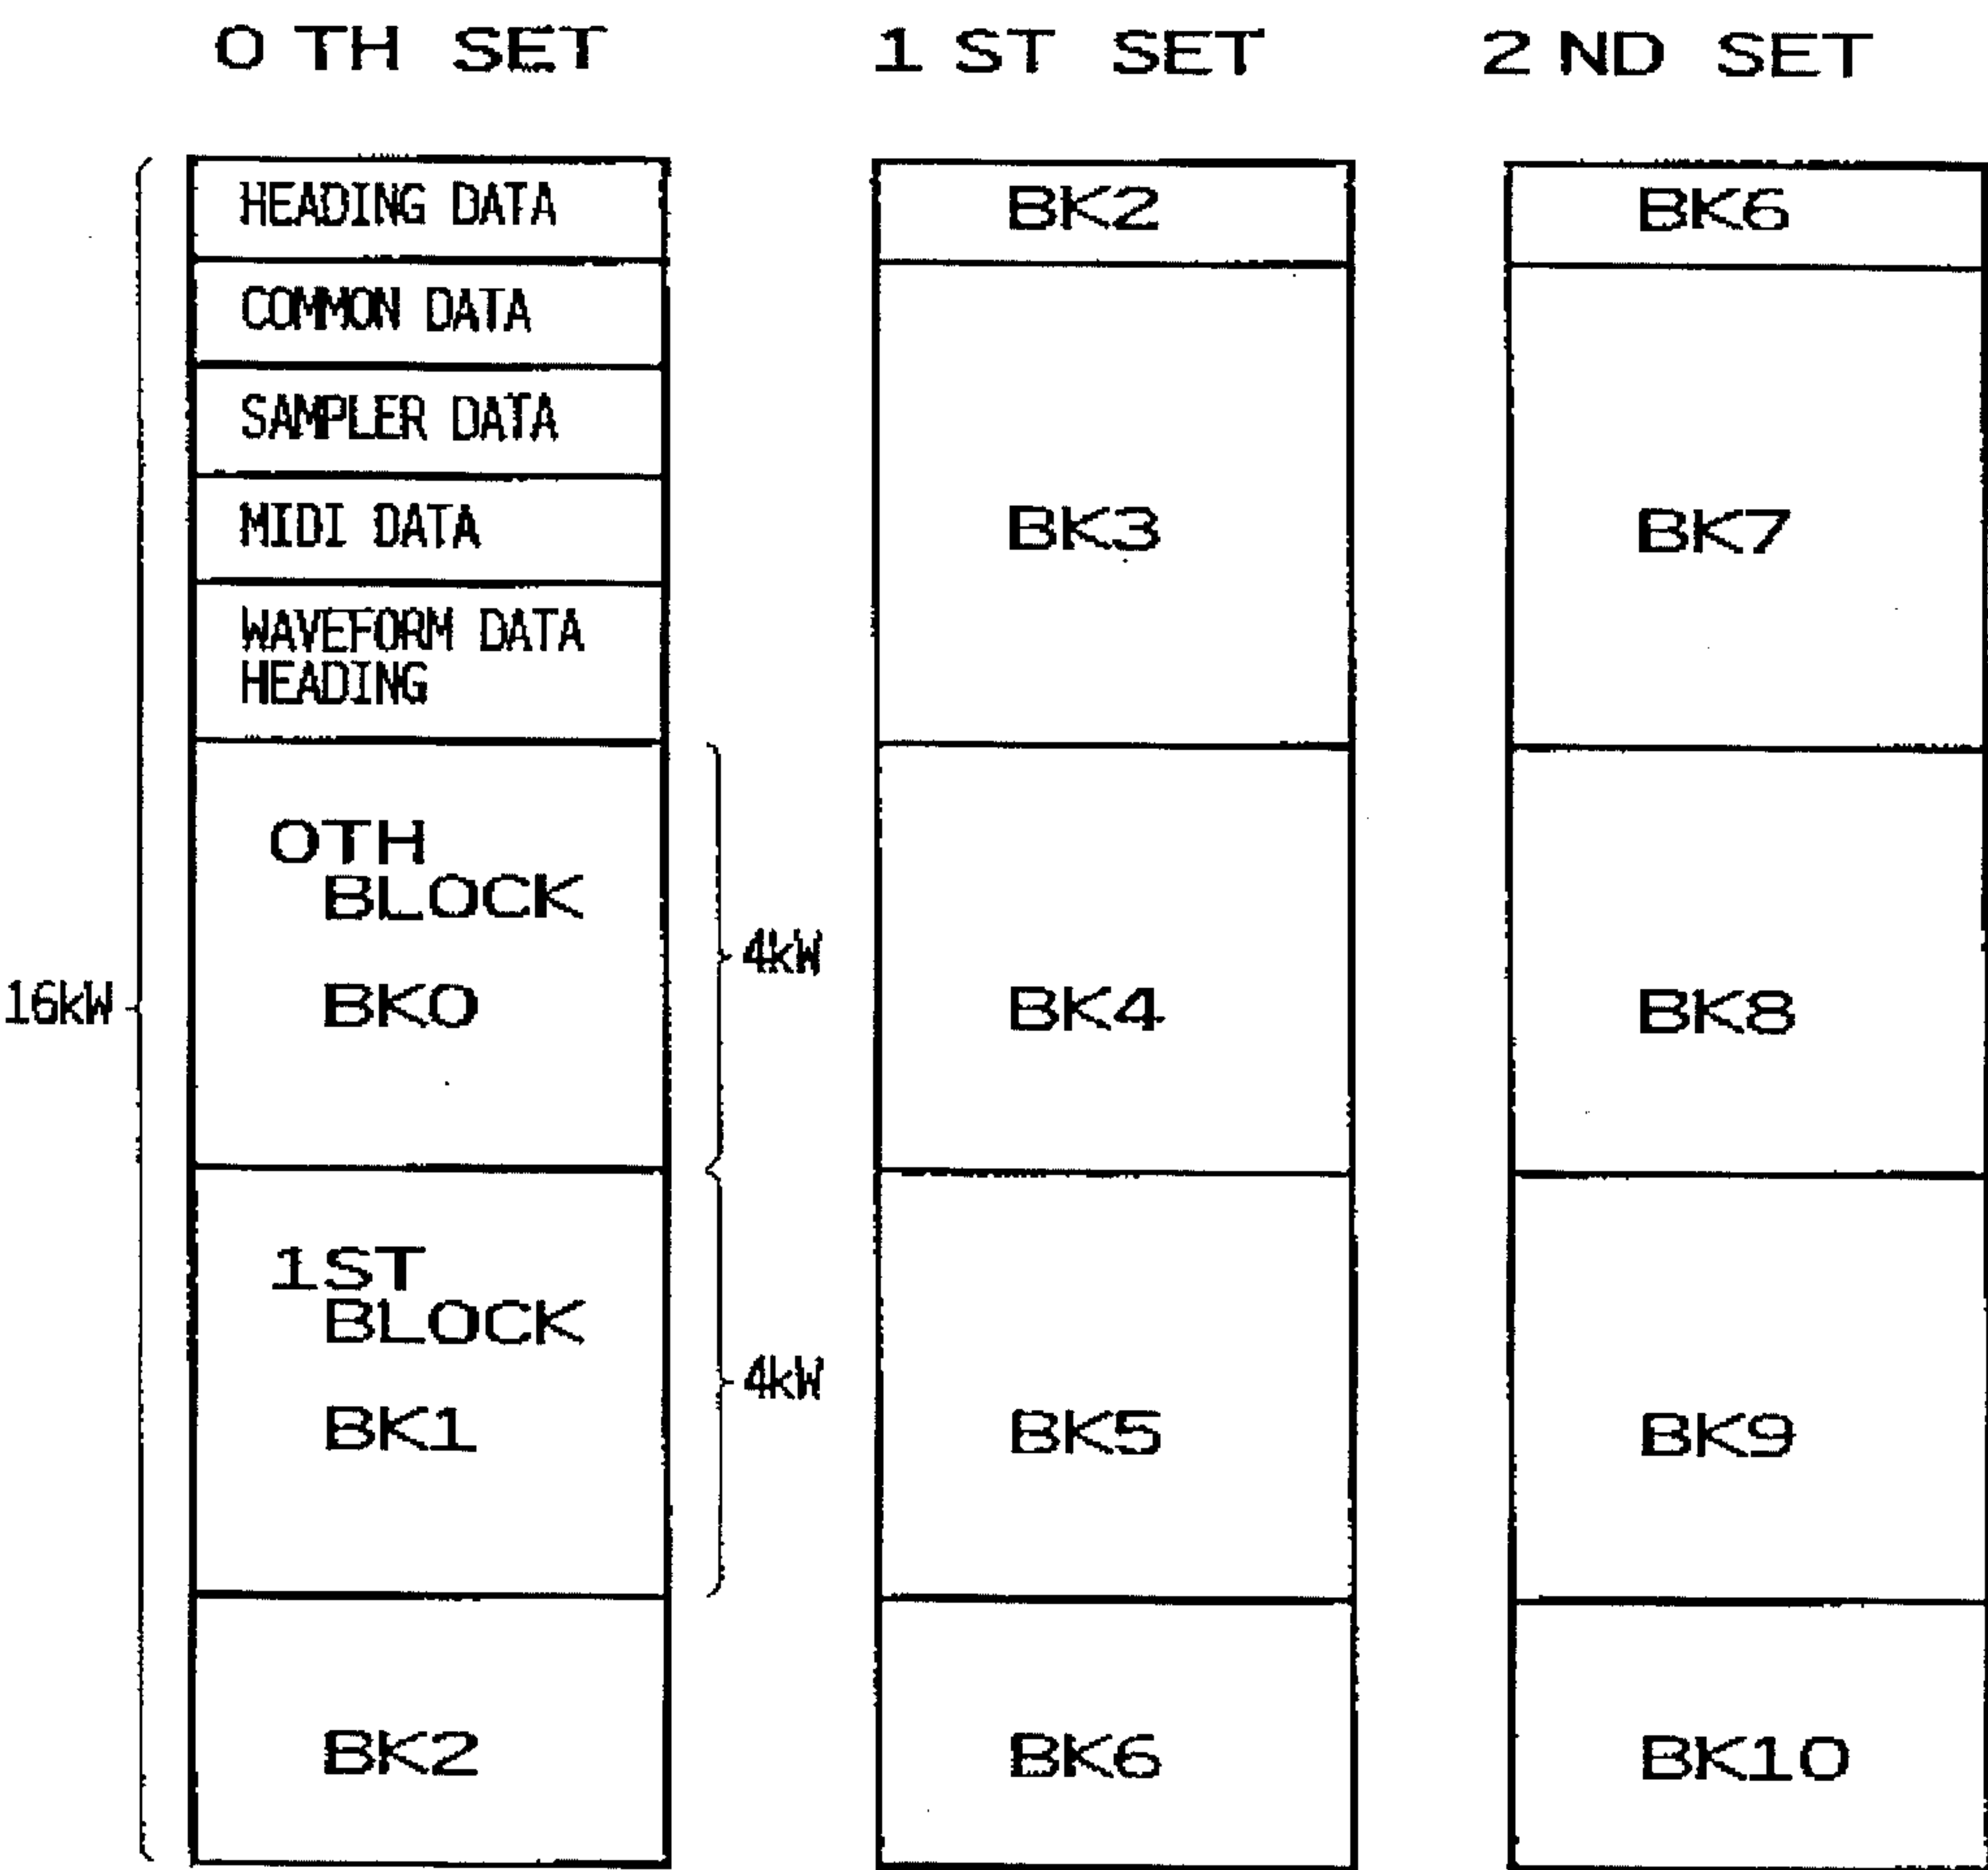 0 TH SET
1 ST SET
2 ND SET
HEADING DATA
COMMON DATA
SAMPLER DATA
MIDI DATA
WAVEFORM DATA
HEADING
0TH
BLOCK
BK0
1ST
BLOCK
BK1
BK2
16kW
4kW
4kW
BK2
BK3
BK4
BK5
BK6
BK6
BK7
BK8
BK9
BK10